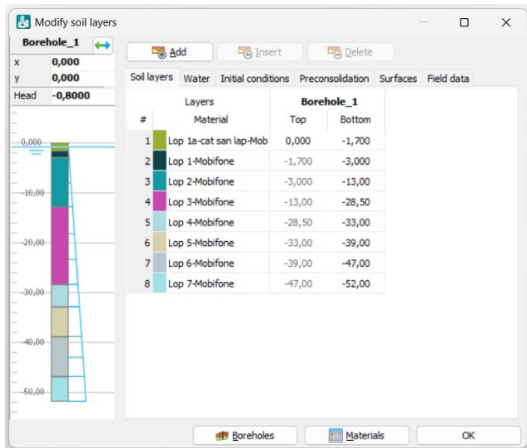 Modify soil layers
Borehole_1
x 0,000
y 0,000
Head -0,8000
0,000
-10,00
-20,00
-30,00
-40,00
-50,00
Add Insert Delete
Soil layers Water Initial conditions Preconsolidation Surfaces Field data
Layers Borehole_1
# Material Top Bottom
1 Lop 1a-cat san lap-Mob 0,000 -1,700
2 Lop 1-Mobifone -1,700 -3,000
3 Lop 2-Mobifone -3,000 -13,00
4 Lop 3-Mobifone -13,00 -28,50
5 Lop 4-Mobifone -28,50 -33,00
6 Lop 5-Mobifone -33,00 -39,00
7 Lop 6-Mobifone -39,00 -47,00
8 Lop 7-Mobifone -47,00 -52,00
Boreholes Materials OK